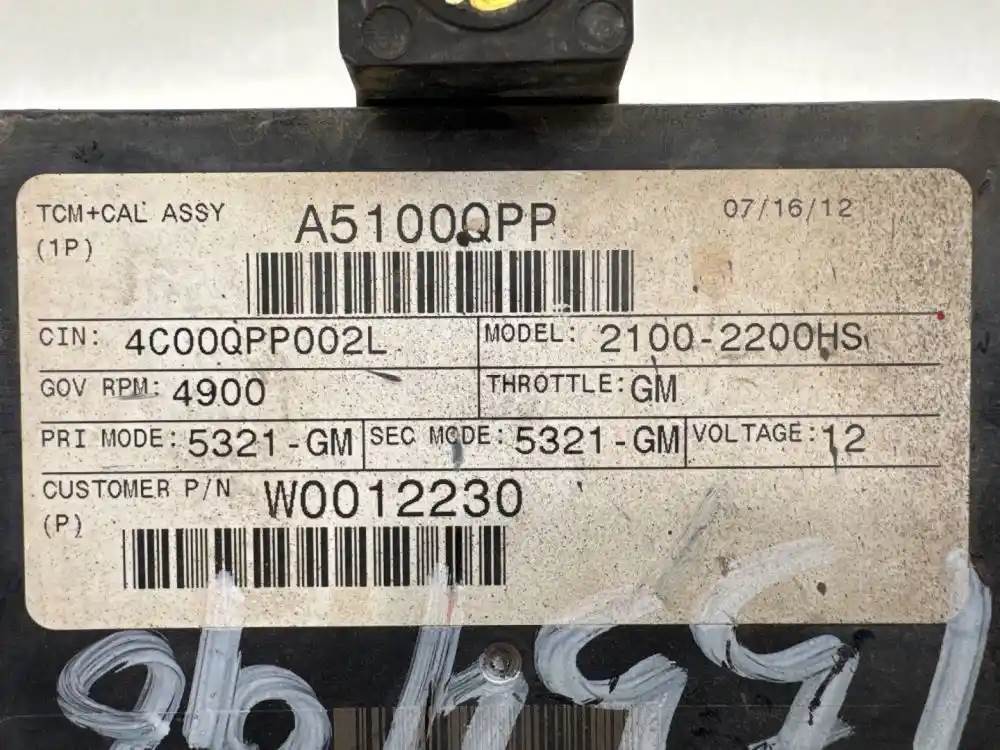 TCM+CAL ASSY A5100QPP 07/16/12
(1P)
CIN: 4C00QPP002L MODEL: 2100-2200HS
GOV RPM: 4900 THROTTLE: GM
PRI MODE: 5321-GM SEC MODE: 5321-GM VOLTAGE: 12
CUSTOMER P/N W0012230
(P)